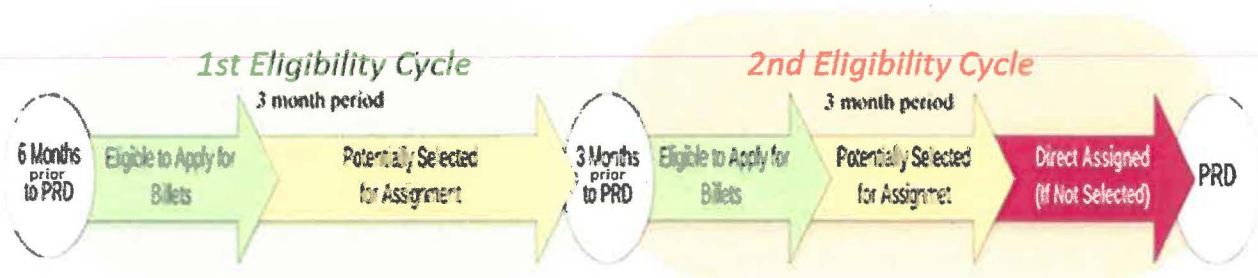 1st Eligibility Cycle
3 month period
2nd Eligibility Cycle
3 month period
6 Months
prior
to PRD
Eligible to Apply for
Billets
Potentially Selected
for Assignment
3 Months
prior
to PRD
Eligible to Apply for
Billets
Potentially Selected
for Assignmet
Direct Assigned
(If Not Selected)
PRD